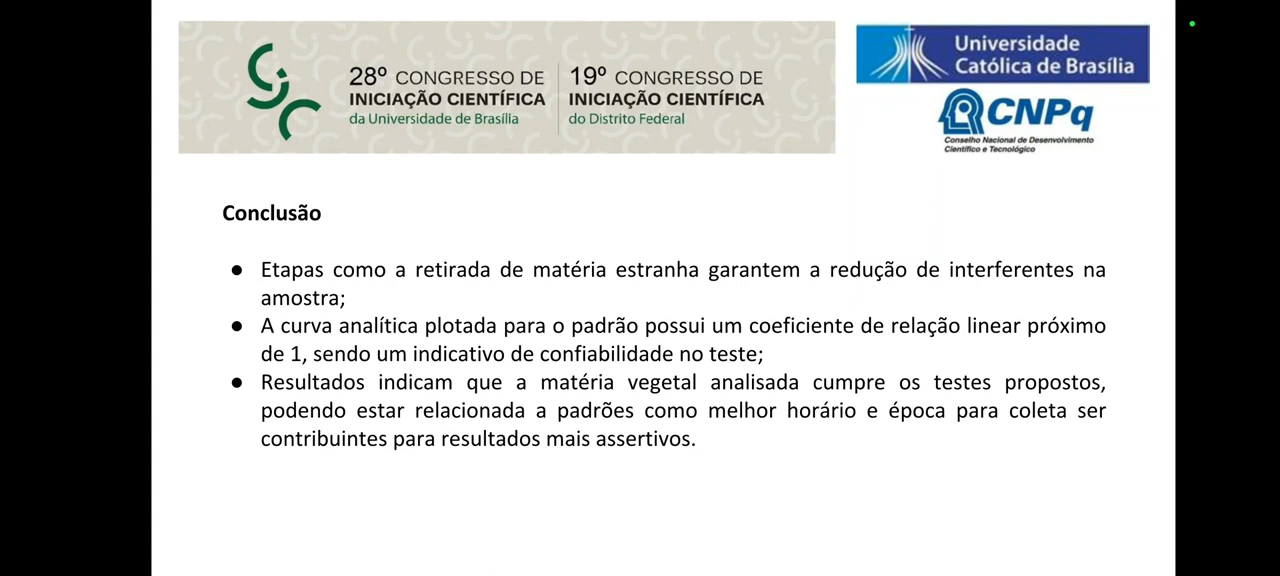 28º CONGRESSO DE
INICIAÇÃO CIENTÍFICA
da Universidade de Brasília
19º CONGRESSO DE
INICIAÇÃO CIENTÍFICA
do Distrito Federal
Universidade
Católica de Brasília
CNPq
Conselho Nacional de Desenvolvimento
Científico e Tecnológico
Conclusão
● Etapas como a retirada de matéria estranha garantem a redução de interferentes na
amostra;
● A curva analítica plotada para o padrão possui um coeficiente de relação linear próximo
de 1, sendo um indicativo de confiabilidade no teste;
● Resultados indicam que a matéria vegetal analisada cumpre os testes propostos,
podendo estar relacionada a padrões como melhor horário e época para coleta ser
contribuintes para resultados mais assertivos.